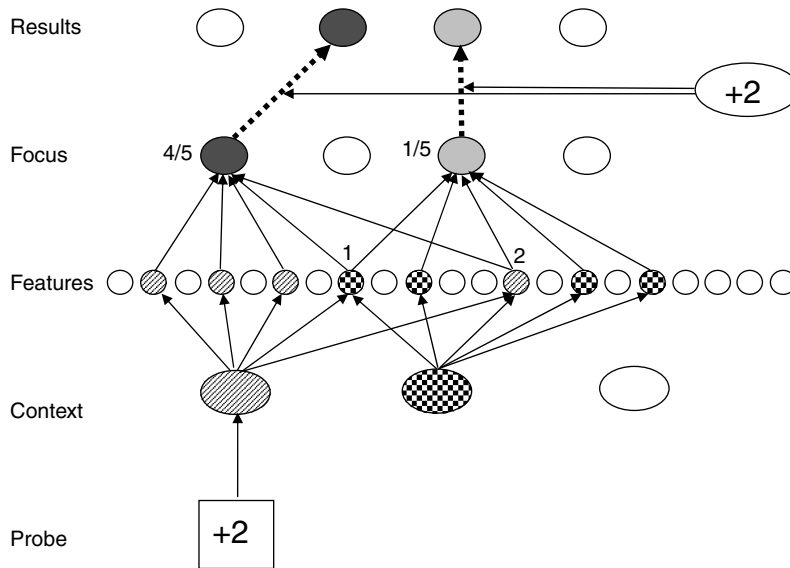 Results
+2
Focus
4/5
1/5
1
2
Features
Context
Probe
+2